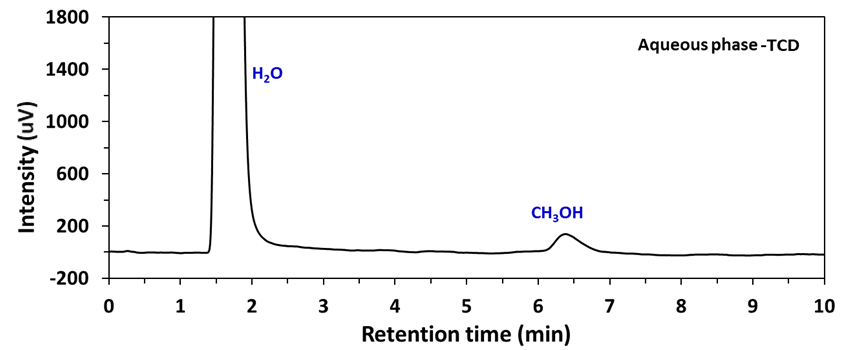 1800
1400
1000
600
200
-200
Intensity (uV)
Aqueous phase -TCD
H₂O
CH₃OH
0 1 2 3 4 5 6 7 8 9 10
Retention time (min)